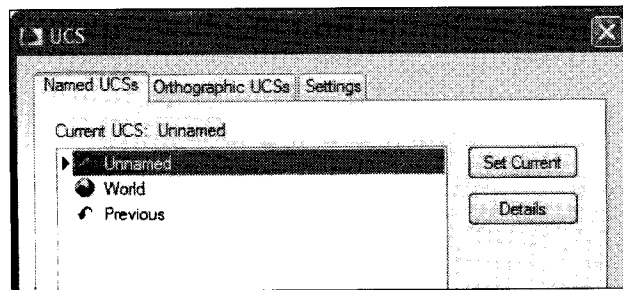 UCS
Named UCSs Orthographic UCSs Settings
Current UCS: Unnamed
Unnamed
Set Current
World
Details
Previous